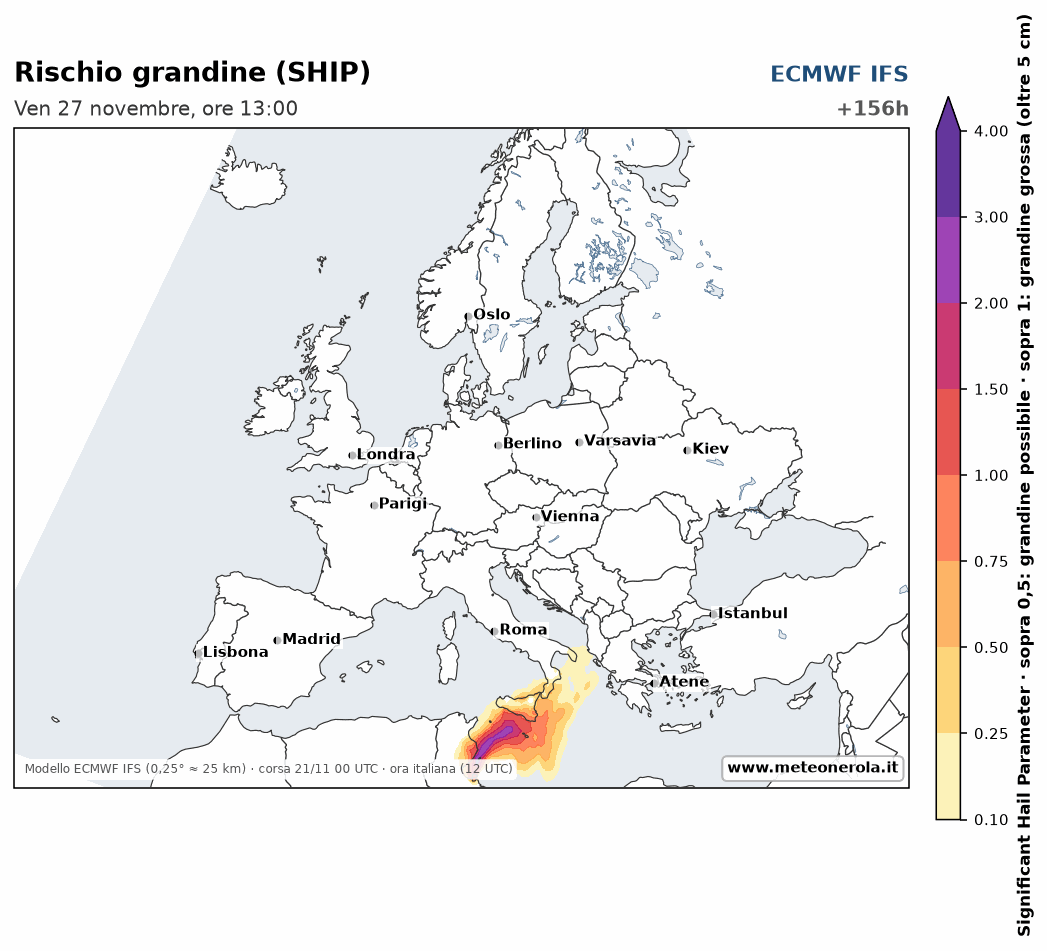 Rischio grandine (SHIP)
ECMWF IFS
Ven 27 novembre, ore 13:00
+156h
Oslo
Berlino
Varsavia
Kiev
Londra
Parigi
Vienna
Istanbul
Roma
Madrid
Lisbona
Atene
Modello ECMWF IFS (0,25° ≈ 25 km) · corsa 21/11 00 UTC · ora italiana (12 UTC)
www.meteonerola.it
4.00
3.00
2.00
1.50
1.00
0.75
0.50
0.25
0.10
Significant Hail Parameter · sopra 0,5: grandine possibile · sopra 1: grandine grossa (oltre 5 cm)